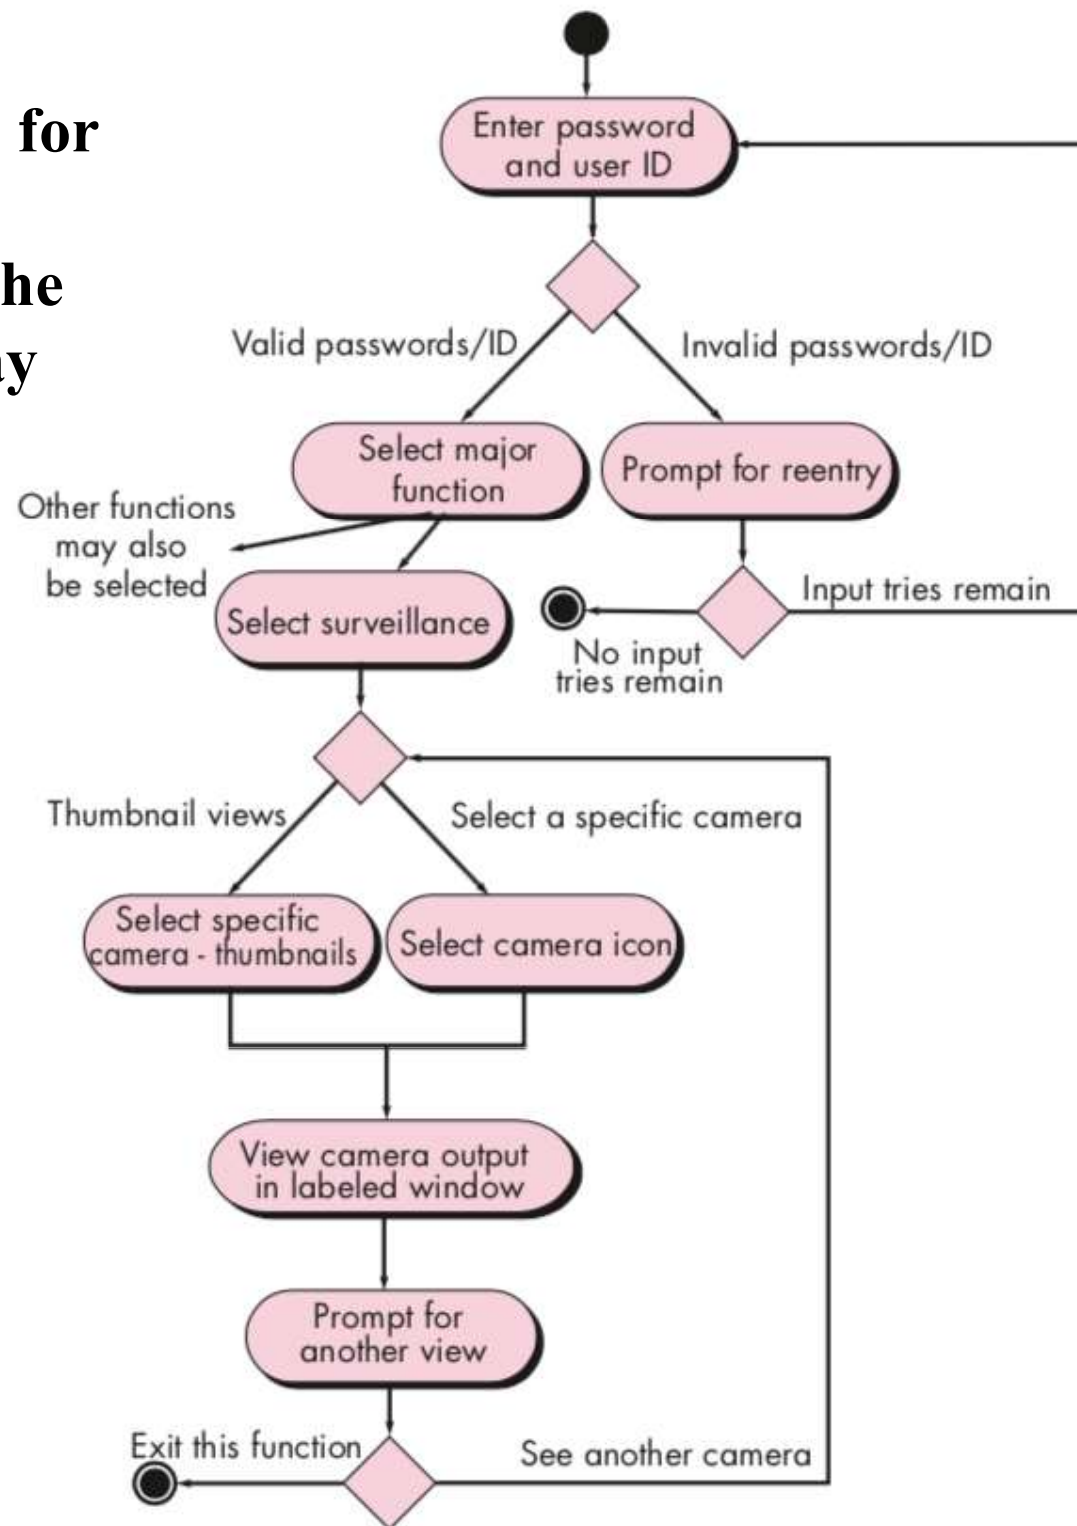 for
he
ay
Enter password
and user ID
Valid passwords/ID
Invalid passwords/ID
Select major
function
Prompt for reentry
Other functions
may also
be selected
Select surveillance
Input tries remain
No input
tries remain
Thumbnail views
Select a specific camera
Select specific
camera - thumbnails
Select camera icon
View camera output
in labeled window
Prompt for
another view
Exit this function
See another camera